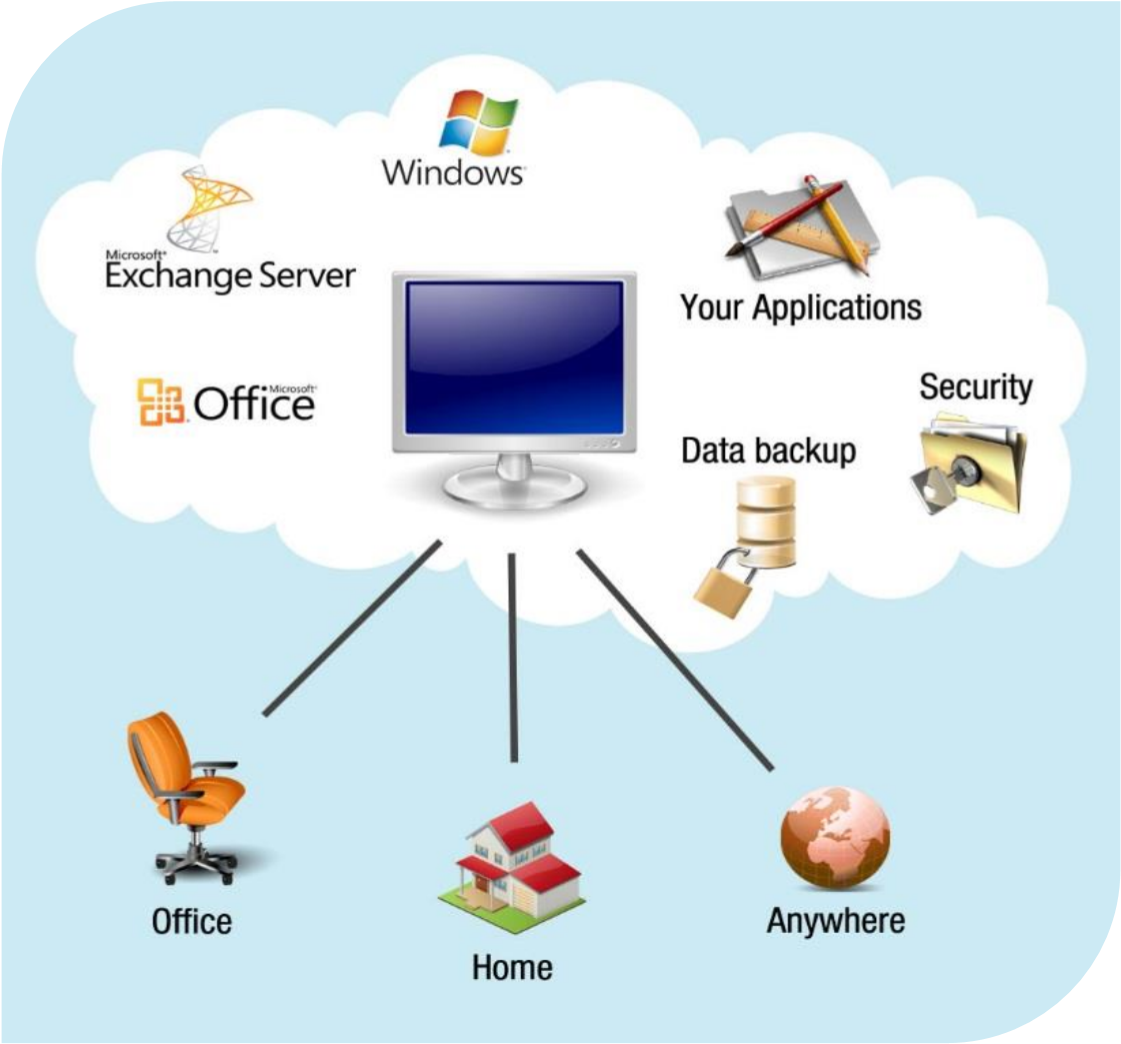 Windows
Microsoft
Exchange Server
Your Applications
Microsoft
Office
Security
Data backup
Office
Home
Anywhere